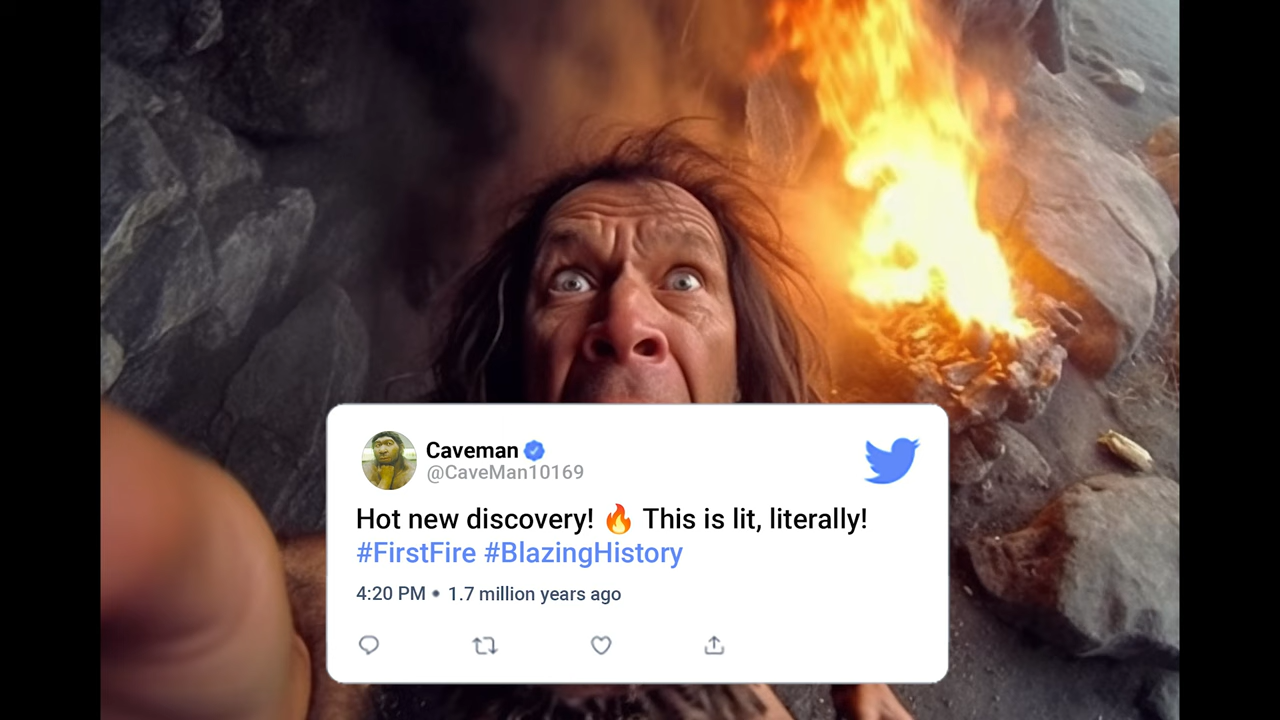 Caveman
@CaveMan10169
Hot new discovery! 🔥 This is lit, literally!
#FirstFire #BlazingHistory
4:20 PM • 1.7 million years ago